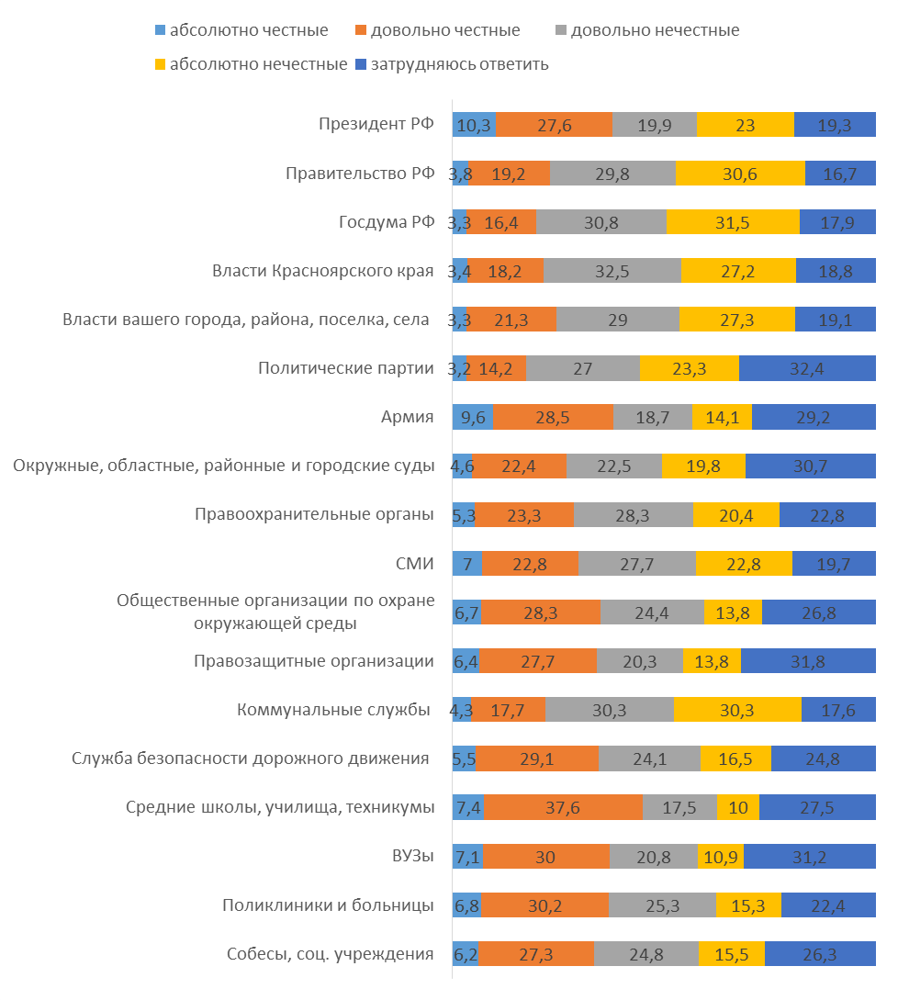 абсолютно честные довольно честные довольно нечестные
абсолютно нечестные затрудняюсь ответить
Президент РФ 10,3 27,6 19,9 23 19,3
Правительство РФ 3,8 19,2 29,8 30,6 16,7
Госдума РФ 3,3 16,4 30,8 31,5 17,9
Власти Красноярского края 3,4 18,2 32,5 27,2 18,8
Власти вашего города, района, поселка, села 3,3 21,3 29 27,3 19,1
Политические партии 3,2 14,2 27 23,3 32,4
Армия 9,6 28,5 18,7 14,1 29,2
Окружные, областные, районные и городские суды 4,6 22,4 22,5 19,8 30,7
Правоохранительные органы 5,3 23,3 28,3 20,4 22,8
СМИ 7 22,8 27,7 22,8 19,7
Общественные организации по охране
окружающей среды 6,7 28,3 24,4 13,8 26,8
Правозащитные организации 6,4 27,7 20,3 13,8 31,8
Коммунальные службы 4,3 17,7 30,3 30,3 17,6
Служба безопасности дорожного движения 5,5 29,1 24,1 16,5 24,8
Средние школы, училища, техникумы 7,4 37,6 17,5 10 27,5
ВУЗы 7,1 30 20,8 10,9 31,2
Поликлиники и больницы 6,8 30,2 25,3 15,3 22,4
Собесы, соц. учреждения 6,2 27,3 24,8 15,5 26,3